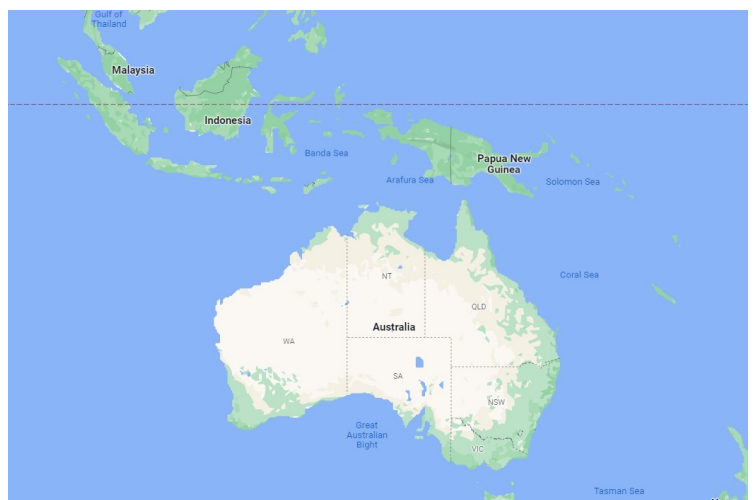 Gulf of
Thailand
Malaysia
Indonesia
Banda Sea
Papua New
Guinea
Arafura Sea
Solomon Sea
Coral Sea
NT
QLD
Australia
WA
SA
NSW
Great
Australian
Bight
VIC
Tasman Sea